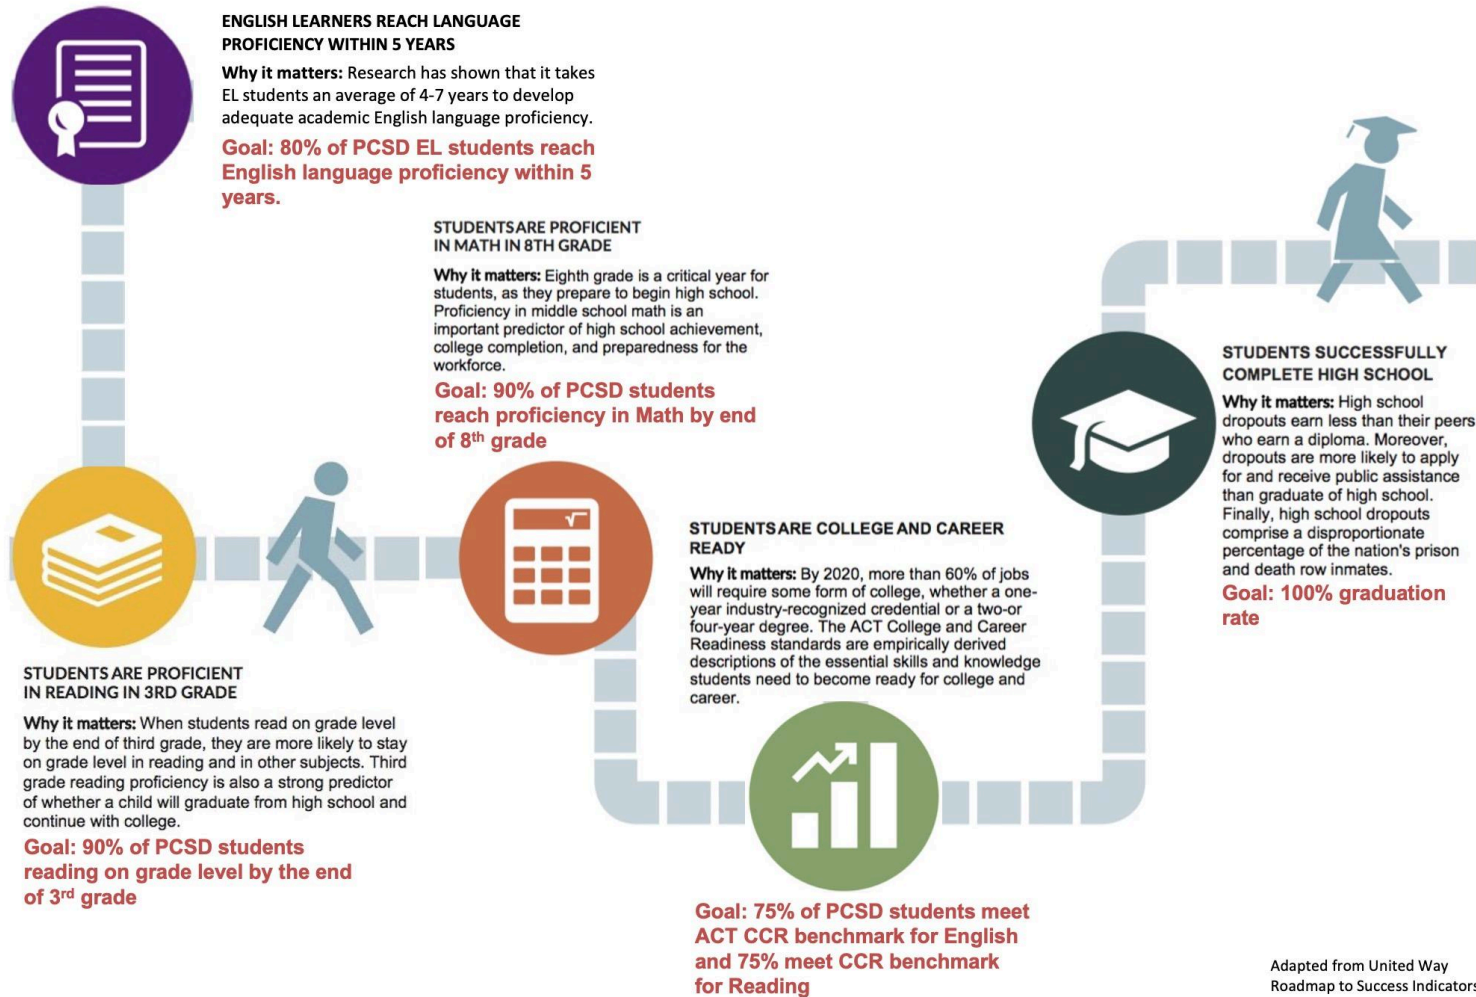 ENGLISH LEARNERS REACH LANGUAGE
PROFICIENCY WITHIN 5 YEARS
Why it matters: Research has shown that it takes
EL students an average of 4-7 years to develop
adequate academic English language proficiency.
Goal: 80% of PCSD EL students reach
English language proficiency within 5
years.
STUDENTS ARE PROFICIENT
IN MATH IN 8TH GRADE
Why it matters: Eighth grade is a critical year for
students, as they prepare to begin high school.
Proficiency in middle school math is an
important predictor of high school achievement,
college completion, and preparedness for the
workforce.
Goal: 90% of PCSD students
reach proficiency in Math by end
of 8th grade
STUDENTS ARE PROFICIENT
IN READING IN 3RD GRADE
Why it matters: When students read on grade level
by the end of third grade, they are more likely to stay
on grade level in reading and in other subjects. Third
grade reading proficiency is also a strong predictor
of whether a child will graduate from high school and
continue with college.
Goal: 90% of PCSD students
reading on grade level by the end
of 3rd grade
STUDENTS ARE COLLEGE AND CAREER
READY
Why it matters: By 2020, more than 60% of jobs
will require some form of college, whether a one-
year industry-recognized credential or a two-or
four-year degree. The ACT College and Career
Readiness standards are empirically derived
descriptions of the essential skills and knowledge
students need to become ready for college and
career.
Goal: 75% of PCSD students meet
ACT CCR benchmark for English
and 75% meet CCR benchmark
for Reading
STUDENTS SUCCESSFULLY
COMPLETE HIGH SCHOOL
Why it matters: High school
dropouts earn less than their peers
who earn a diploma. Moreover,
dropouts are more likely to apply
for and receive public assistance
than graduate of high school.
Finally, high school dropouts
comprise a disproportionate
percentage of the nation's prison
and death row inmates.
Goal: 100% graduation
rate
Adapted from United Way
Roadmap to Success Indicators